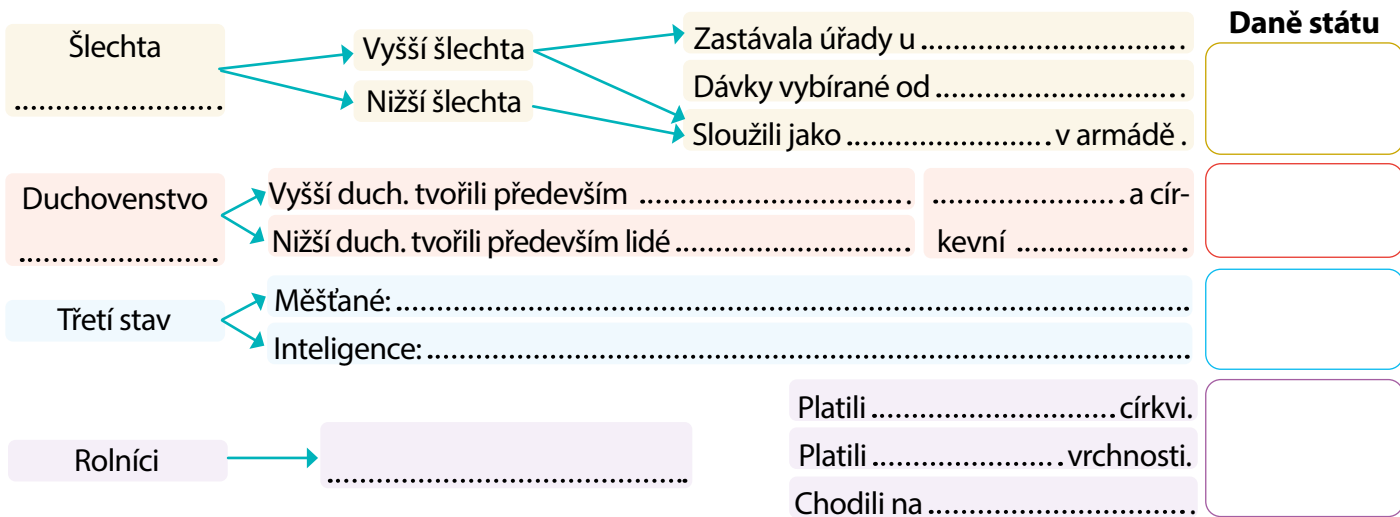 Daně státu
Šlechta
..............................
Vyšší šlechta
Nižší šlechta
Zastávala úřady u ......................................
Dávky vybírané od ....................................
Sloužili jako .............................. v armádě .
Duchovenstvo
.............................
Vyšší duch. tvořili především ........................................
Nižší duch. tvořili především lidé ..................................
............................ a cír-
kevní .........................
Třetí stav
Měšťané: ................................................................................
Inteligence: ............................................................................
Rolníci
....................................................
Platili .................................. církvi.
Platili ........................... vrchnosti.
Chodili na ......................................